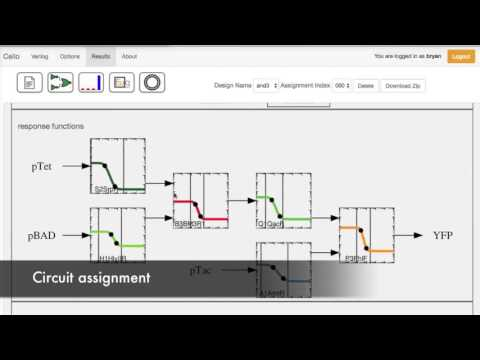 Cello Verilog Options Results About You are logged in as bryan Logout
Design Name and3 Assignment Index 000 Delete Download Zip
response functions
pTet
pBAD
YFP
pTac
Circuit assignment